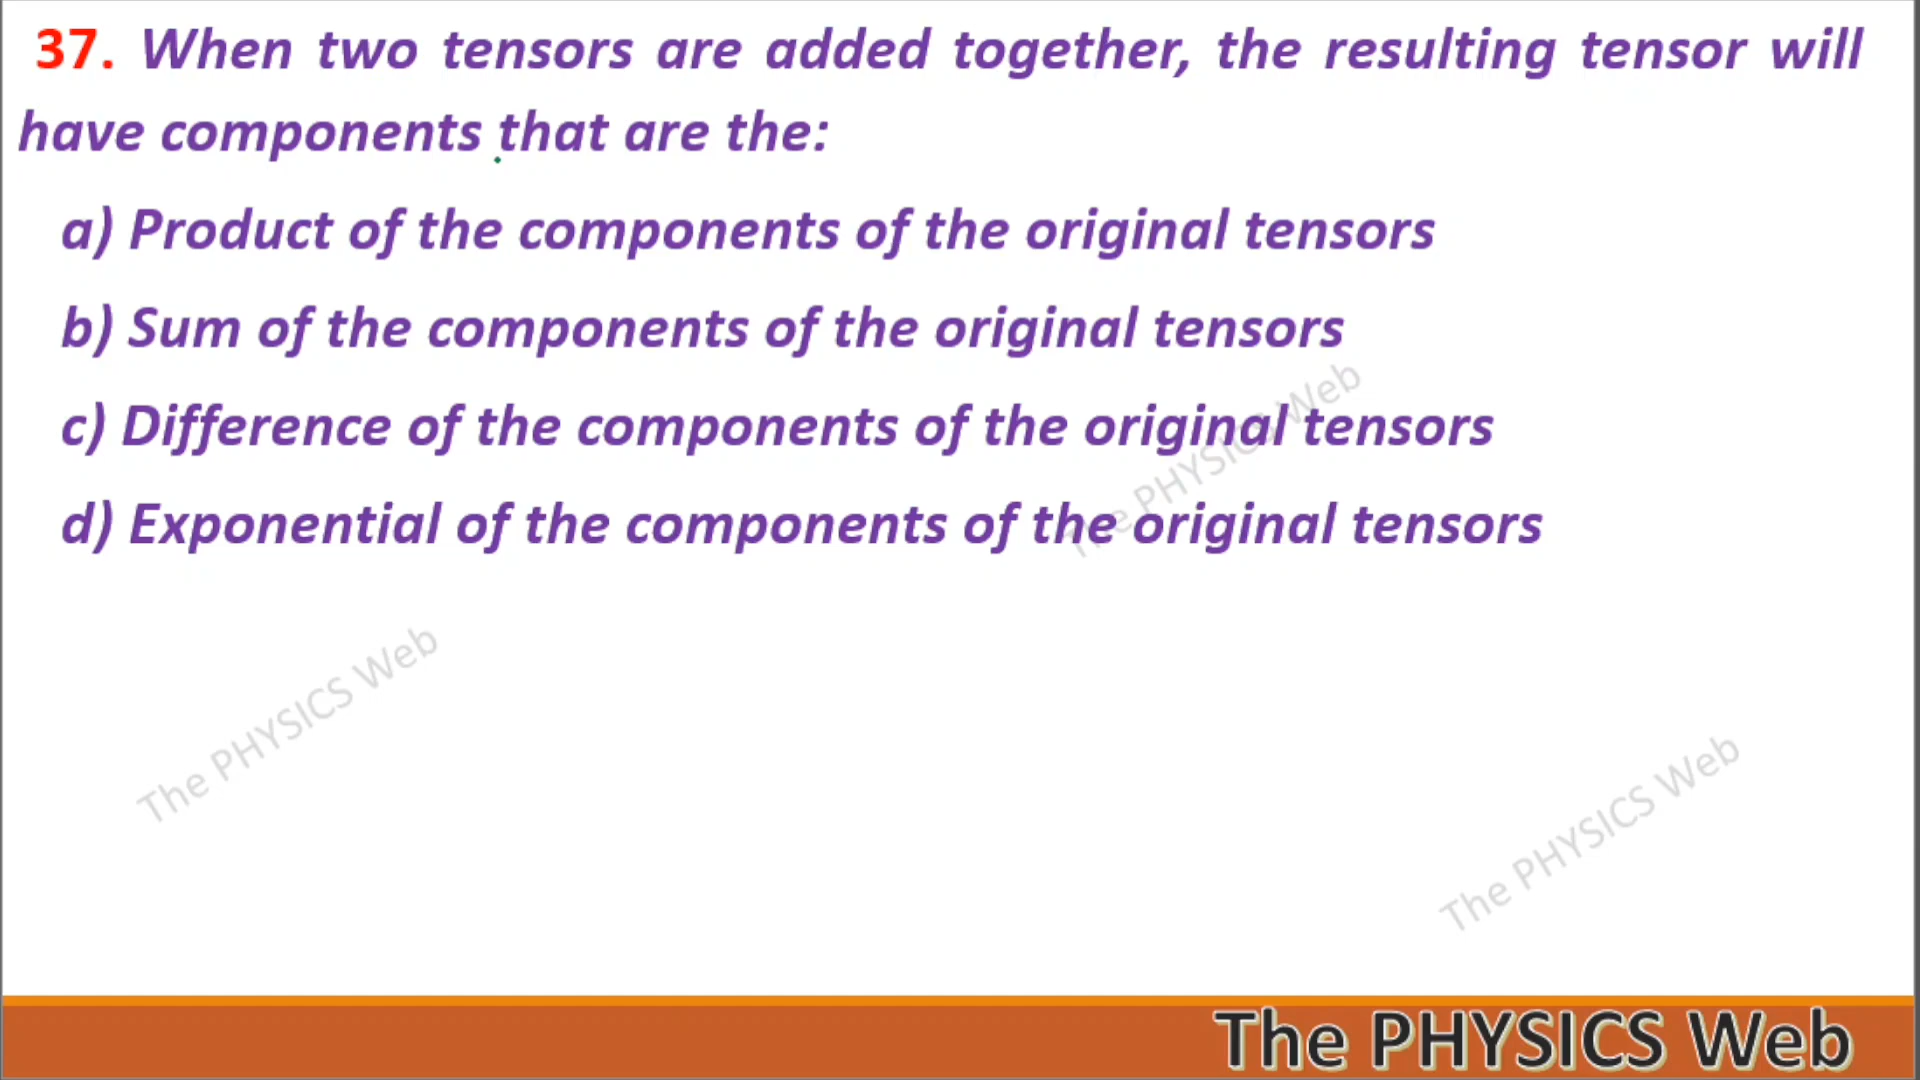 37. When two tensors are added together, the resulting tensor will
have components that are the:
a) Product of the components of the original tensors
b) Sum of the components of the original tensors
c) Difference of the components of the original tensors
d) Exponential of the components of the original tensors
The PHYSICS Web
The PHYSICS Web
The PHYSICS Web
The PHYSICS Web